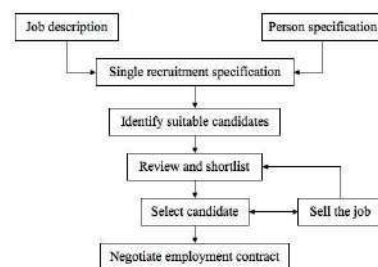 Job description
Person specification
Single recruitment specification
Identify suitable candidates
Review and shortlist
Select candidate
Sell the job
Negotiate employment contract